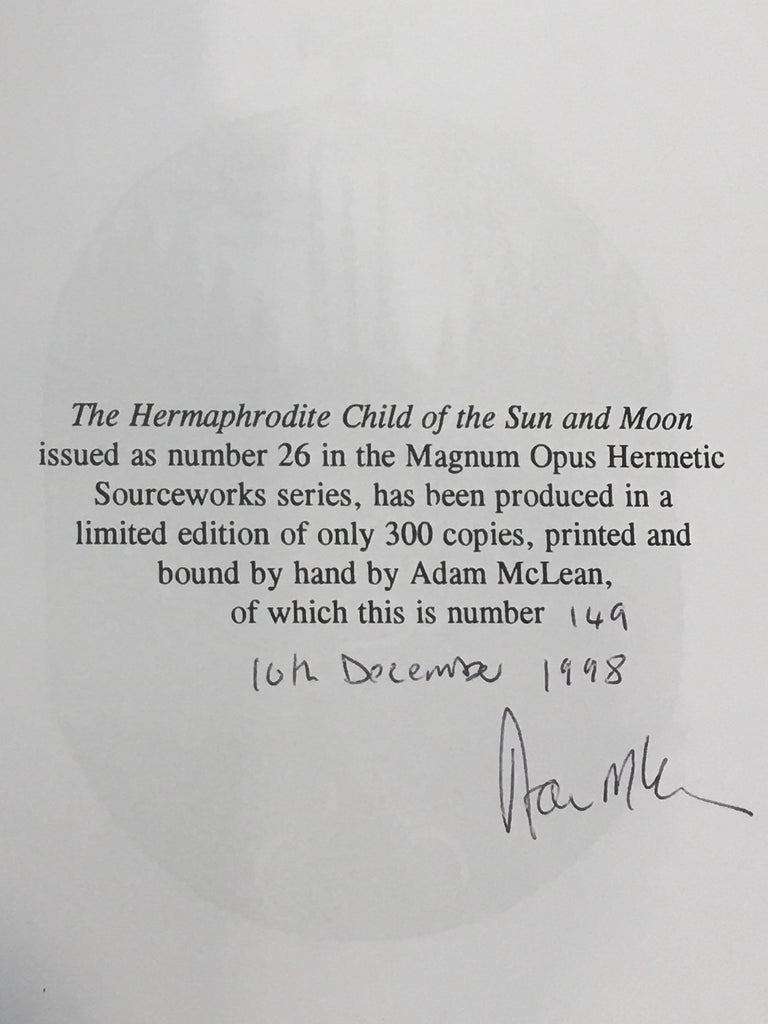 The Hermaphrodite Child of the Sun and Moon
issued as number 26 in the Magnum Opus Hermetic
Sourceworks series, has been produced in a
limited edition of only 300 copies, printed and
bound by hand by Adam McLean,
of which this is number 149
10th December 1998